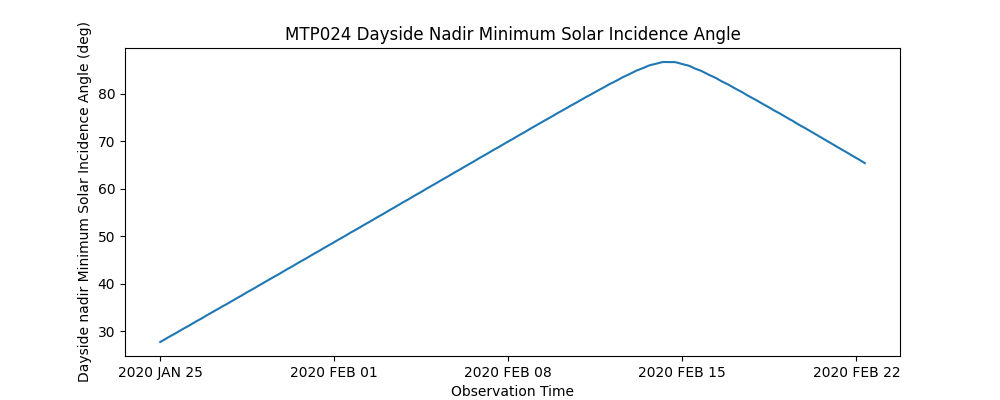 MTP024 Dayside Nadir Minimum Solar Incidence Angle
Dayside nadir Minimum Solar Incidence Angle (deg)
80
70
60
50
40
30
2020 JAN 25
2020 FEB 01
2020 FEB 08
2020 FEB 15
2020 FEB 22
Observation Time